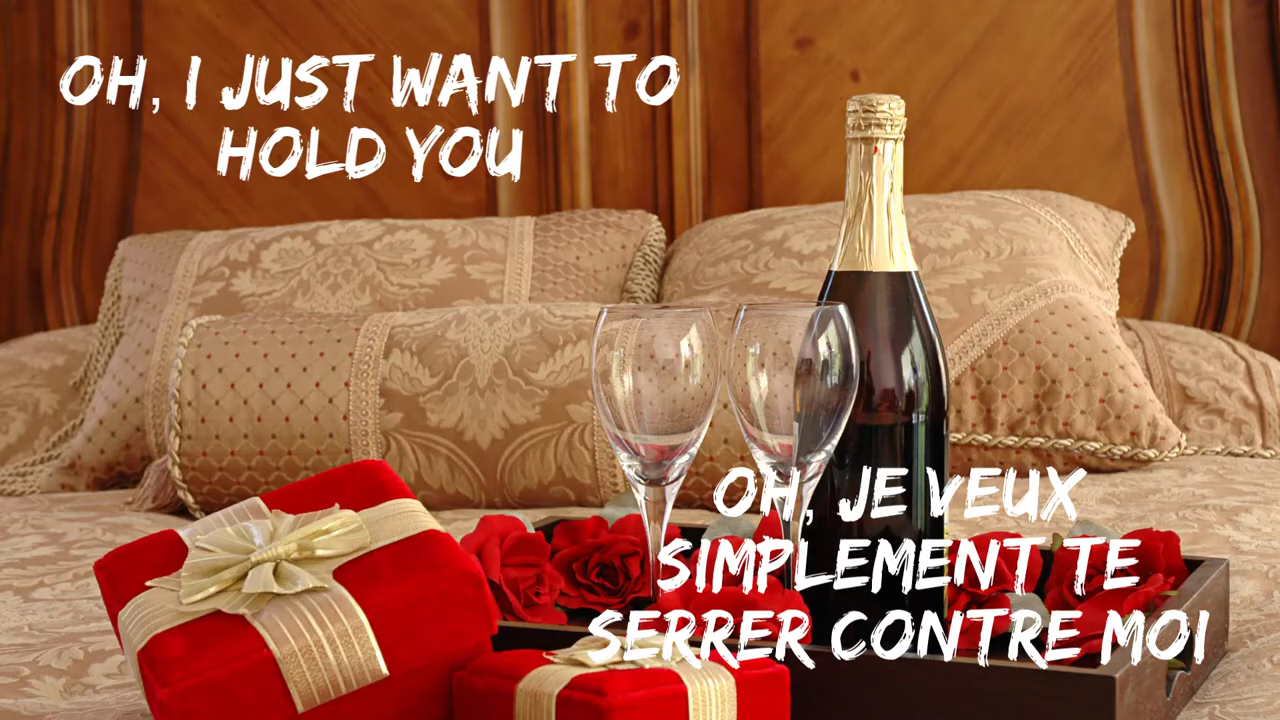 OH, I JUST WANT TO
HOLD YOU
OH, JE VEUX
SIMPLEMENT TE
SERRER CONTRE MOI